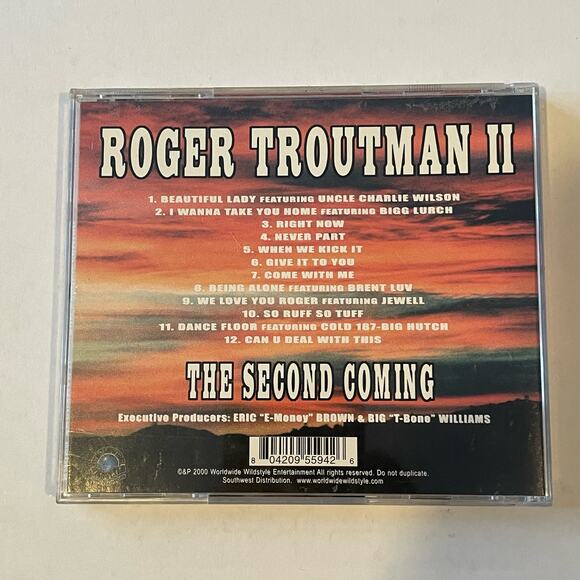 ROGER TROUTMAN II
1. BEAUTIFUL LADY FEATURING UNCLE CHARLIE WILSON
2. I WANNA TAKE YOU HOME FEATURING BIGG LURCH
3. RIGHT NOW
4. NEVER PART
5. WHEN WE KICK IT
6. GIVE IT TO YOU
7. COME WITH ME
8. BEING ALONE FEATURING BRENT LUV
9. WE LOVE YOU ROGER FEATURING JEWELL
10. SO RUFF SO TUFF
11. DANCE FLOOR FEATURING COLD 187-BIG HUTCH
12. CAN U DEAL WITH THIS
THE SECOND COMING
Executive Producers: ERIC "E-Money" BROWN & BIG "T-Bone" WILLIAMS
8 04209 55942 6
©&P 2000 Worldwide Wildstyle Entertainment All rights reserved. Do not duplicate.
Southwest Distribution. www.worldwidewildstyle.com